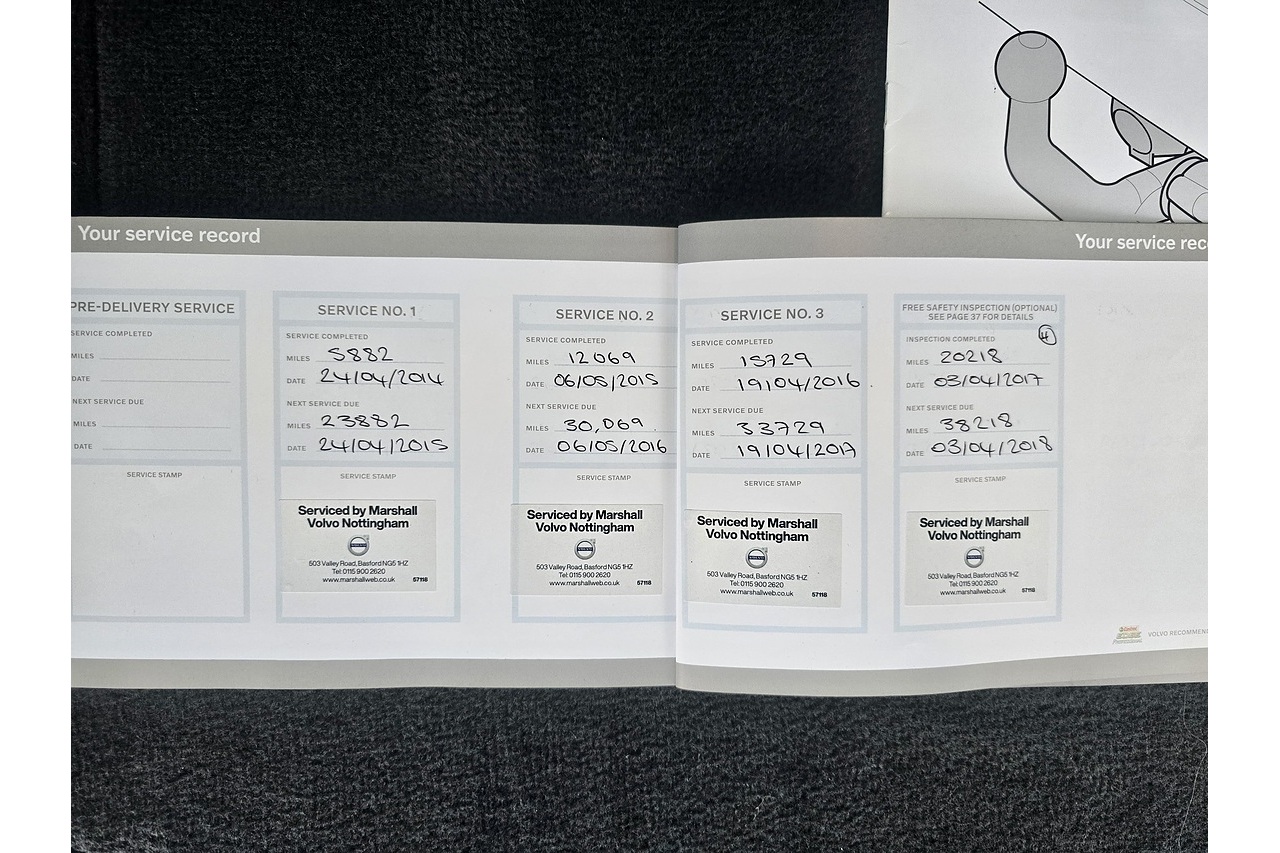 Your service record
PRE-DELIVERY SERVICE
SERVICE COMPLETED
MILES
DATE
NEXT SERVICE DUE
MILES
DATE
SERVICE STAMP
SERVICE NO. 1
SERVICE COMPLETED
MILES 5882
DATE 24/04/2014
NEXT SERVICE DUE
MILES 23882
DATE 24/04/2015
SERVICE STAMP
Serviced by Marshall
Volvo Nottingham
VOLVO
503 Valley Road, Basford NG5 1HZ
Tel: 0115 900 2620
www.marshallweb.co.uk 57118
SERVICE NO. 2
SERVICE COMPLETED
MILES 12069
DATE 06/05/2015
NEXT SERVICE DUE
MILES 30,069
DATE 06/05/2016
SERVICE STAMP
Serviced by Marshall
Volvo Nottingham
VOLVO
503 Valley Road, Basford NG5 1HZ
Tel: 0115 900 2620
www.marshallweb.co.uk 57118
Your service rec
SERVICE NO. 3
SERVICE COMPLETED
MILES 15729
DATE 19/04/2016
NEXT SERVICE DUE
MILES 33729
DATE 19/04/2017
SERVICE STAMP
Serviced by Marshall
Volvo Nottingham
VOLVO
503 Valley Road, Basford NG5 1HZ
Tel: 0115 900 2620
www.marshallweb.co.uk 57118
FREE SAFETY INSPECTION (OPTIONAL)
SEE PAGE 37 FOR DETAILS
INSPECTION COMPLETED 4
MILES 20218
DATE 03/04/2017
NEXT SERVICE DUE
MILES 38218
DATE 03/04/2018
SERVICE STAMP
Serviced by Marshall
Volvo Nottingham
VOLVO
503 Valley Road, Basford NG5 1HZ
Tel: 0115 900 2620
www.marshallweb.co.uk 57118
Castrol
EDGE
Professional
VOLVO RECOMMEN